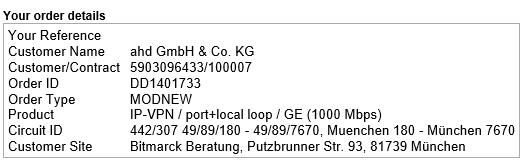 Your order details
Your Reference
Customer Name ahd GmbH & Co. KG
Customer/Contract 5903096433/100007
Order ID DD1401733
Order Type MODNEW
Product IP-VPN / port+local loop / GE (1000 Mbps)
Circuit ID 442/307 49/89/180 - 49/89/7670, Muenchen 180 - München 7670
Customer Site Bitmarck Beratung, Putzbrunner Str. 93, 81739 München